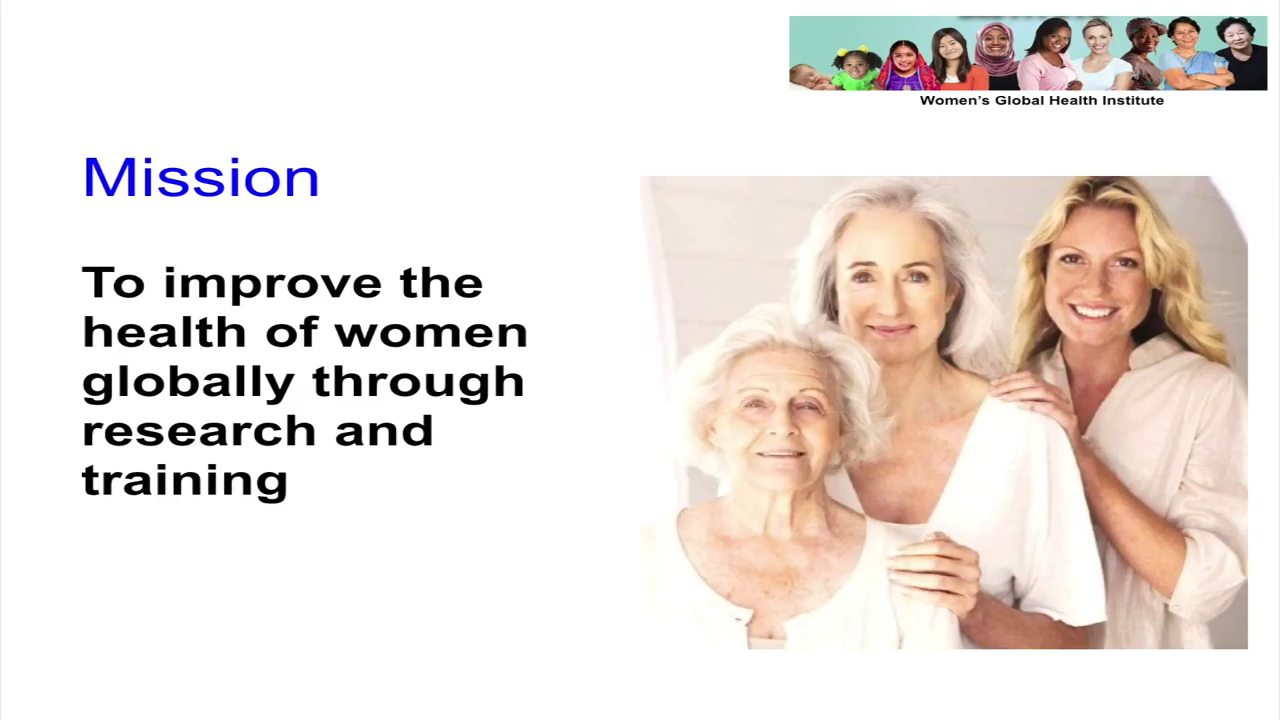 Women's Global Health Institute
Mission
To improve the
health of women
globally through
research and
training